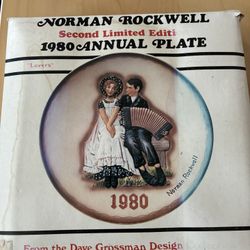 NORMAN ROCKWELL
Second Limited Editi
1980 ANNUAL PLATE
"Lovers"
Norman Rockwell
1980
From the Dave Grossman Design